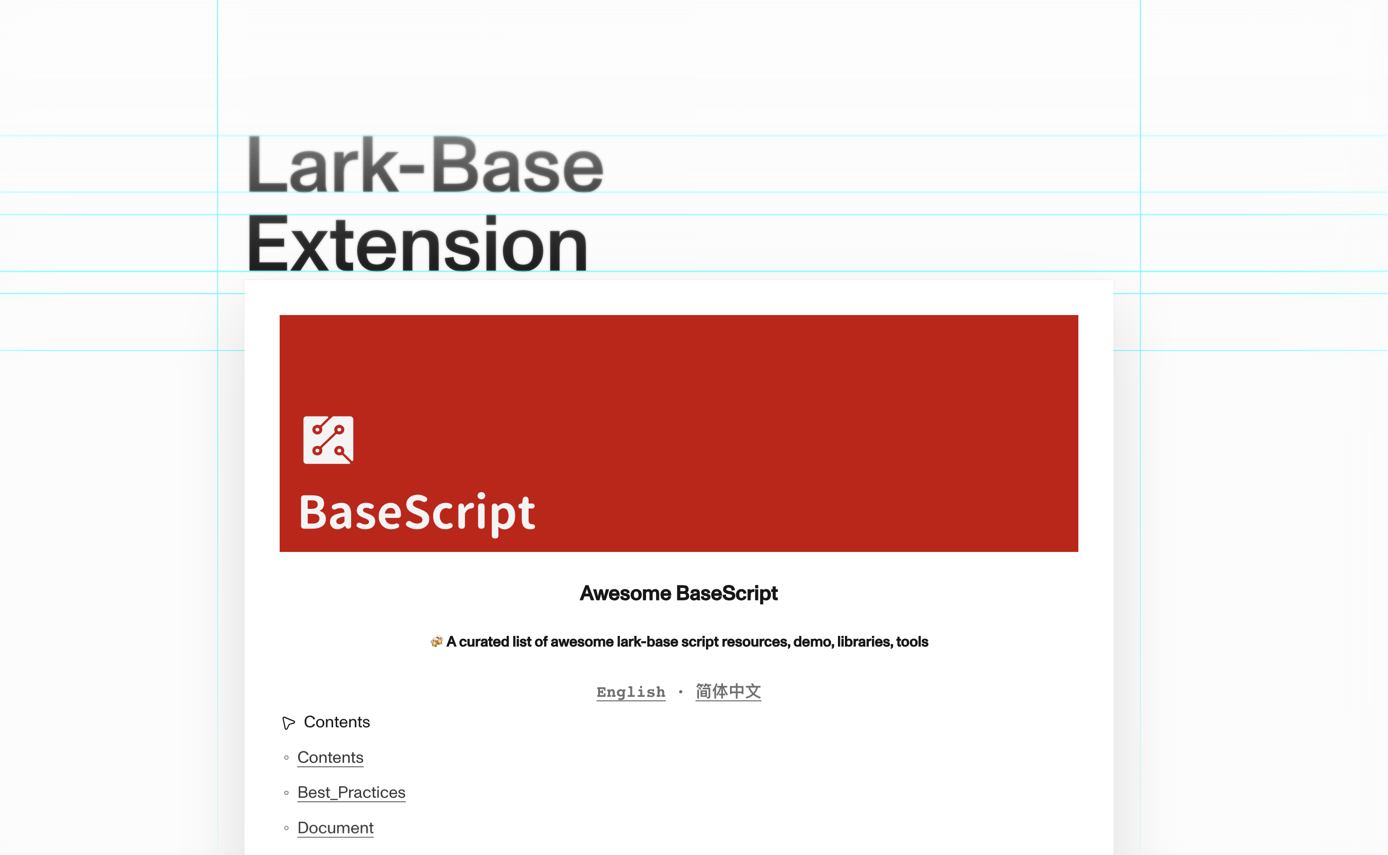 Lark-Base
Extension
BaseScript
Awesome BaseScript
🐝 A curated list of awesome lark-base script resources, demo, libraries, tools
English · 简体中文
Contents
Contents
Best_Practices
Document